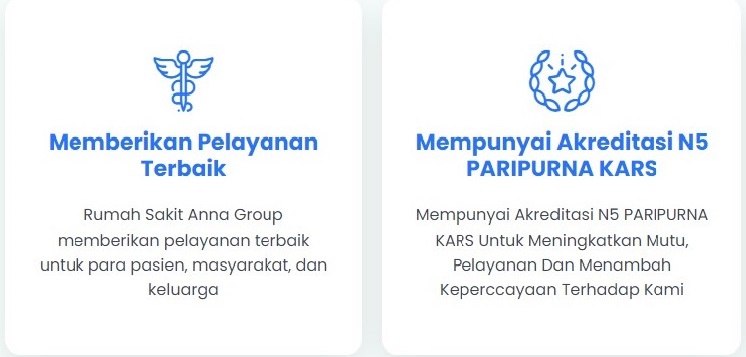 Memberikan Pelayanan
Terbaik
Rumah Sakit Anna Group
memberikan pelayanan terbaik
untuk para pasien, masyarakat, dan
keluarga
Mempunyai Akreditasi N5
PARIPURNA KARS
Mempunyai Akreditasi N5 PARIPURNA
KARS Untuk Meningkatkan Mutu,
Pelayanan Dan Menambah
Keperccayaan Terhadap Kami